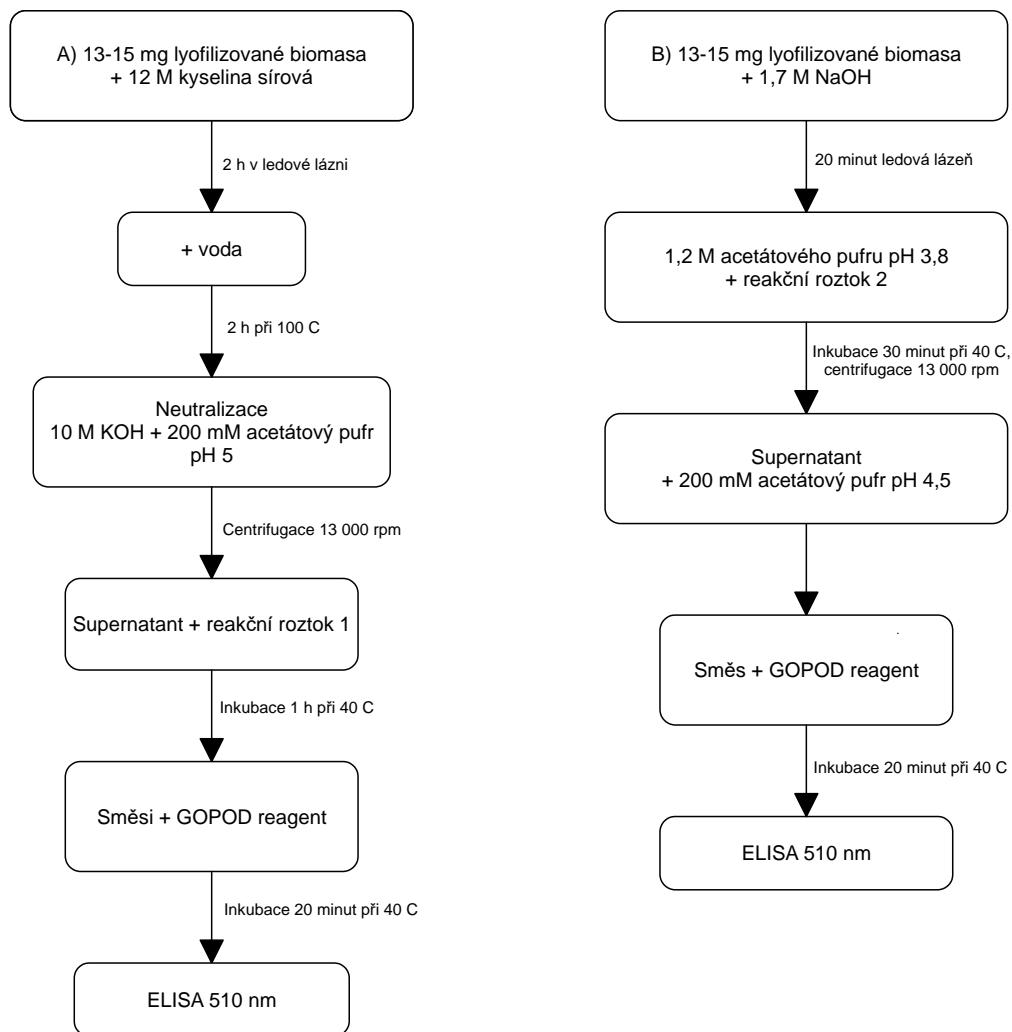 A) 13-15 mg lyofilizované biomasa
+ 12 M kyselina sírová
2 h v ledové lázni
+ voda
2 h při 100 C
Neutralizace
10 M KOH + 200 mM acetátový pufr
pH 5
Centrifugace 13 000 rpm
Supernatant + reakční roztok 1
Inkubace 1 h při 40 C
Směsi + GOPOD reagent
Inkubace 20 minut při 40 C
ELISA 510 nm
B) 13-15 mg lyofilizované biomasa
+ 1,7 M NaOH
20 minut ledová lázeň
1,2 M acetátového pufru pH 3,8
+ reakční roztok 2
Inkubace 30 minut při 40 C,
centrifugace 13 000 rpm
Supernatant
+ 200 mM acetátový pufr pH 4,5
Směs + GOPOD reagent
Inkubace 20 minut při 40 C
ELISA 510 nm